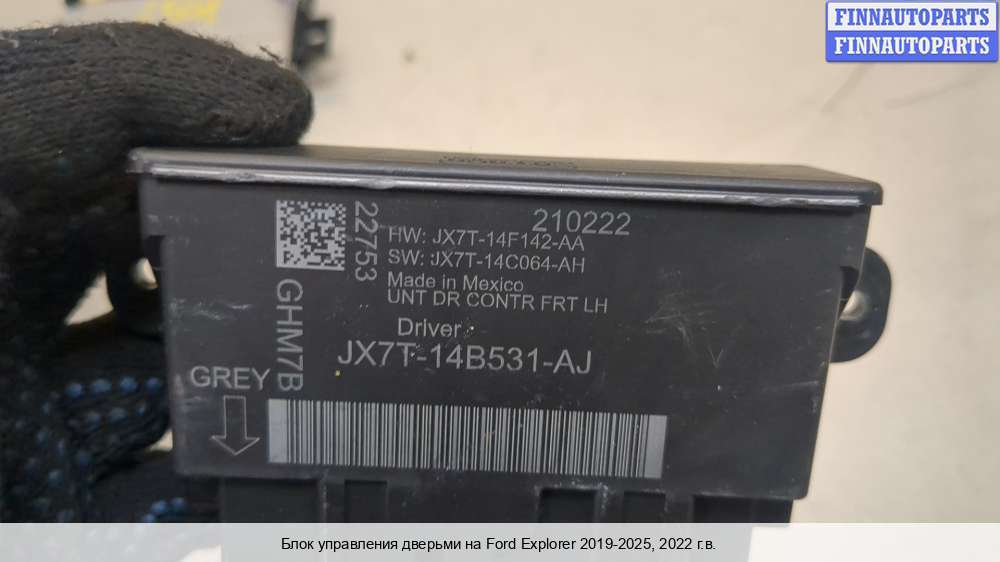 FINNAUTOPARTS
FINNAUTOPARTS
210222
22753
HW: JX7T-14F142-AA
SW: JX7T-14C064-AH
Made in Mexico
UNT DR CONTR FRT LH
Driver
JX7T-14B531-AJ
GHM7B
GREY
Блок управления дверьми на Ford Explorer 2019-2025, 2022 г.в.